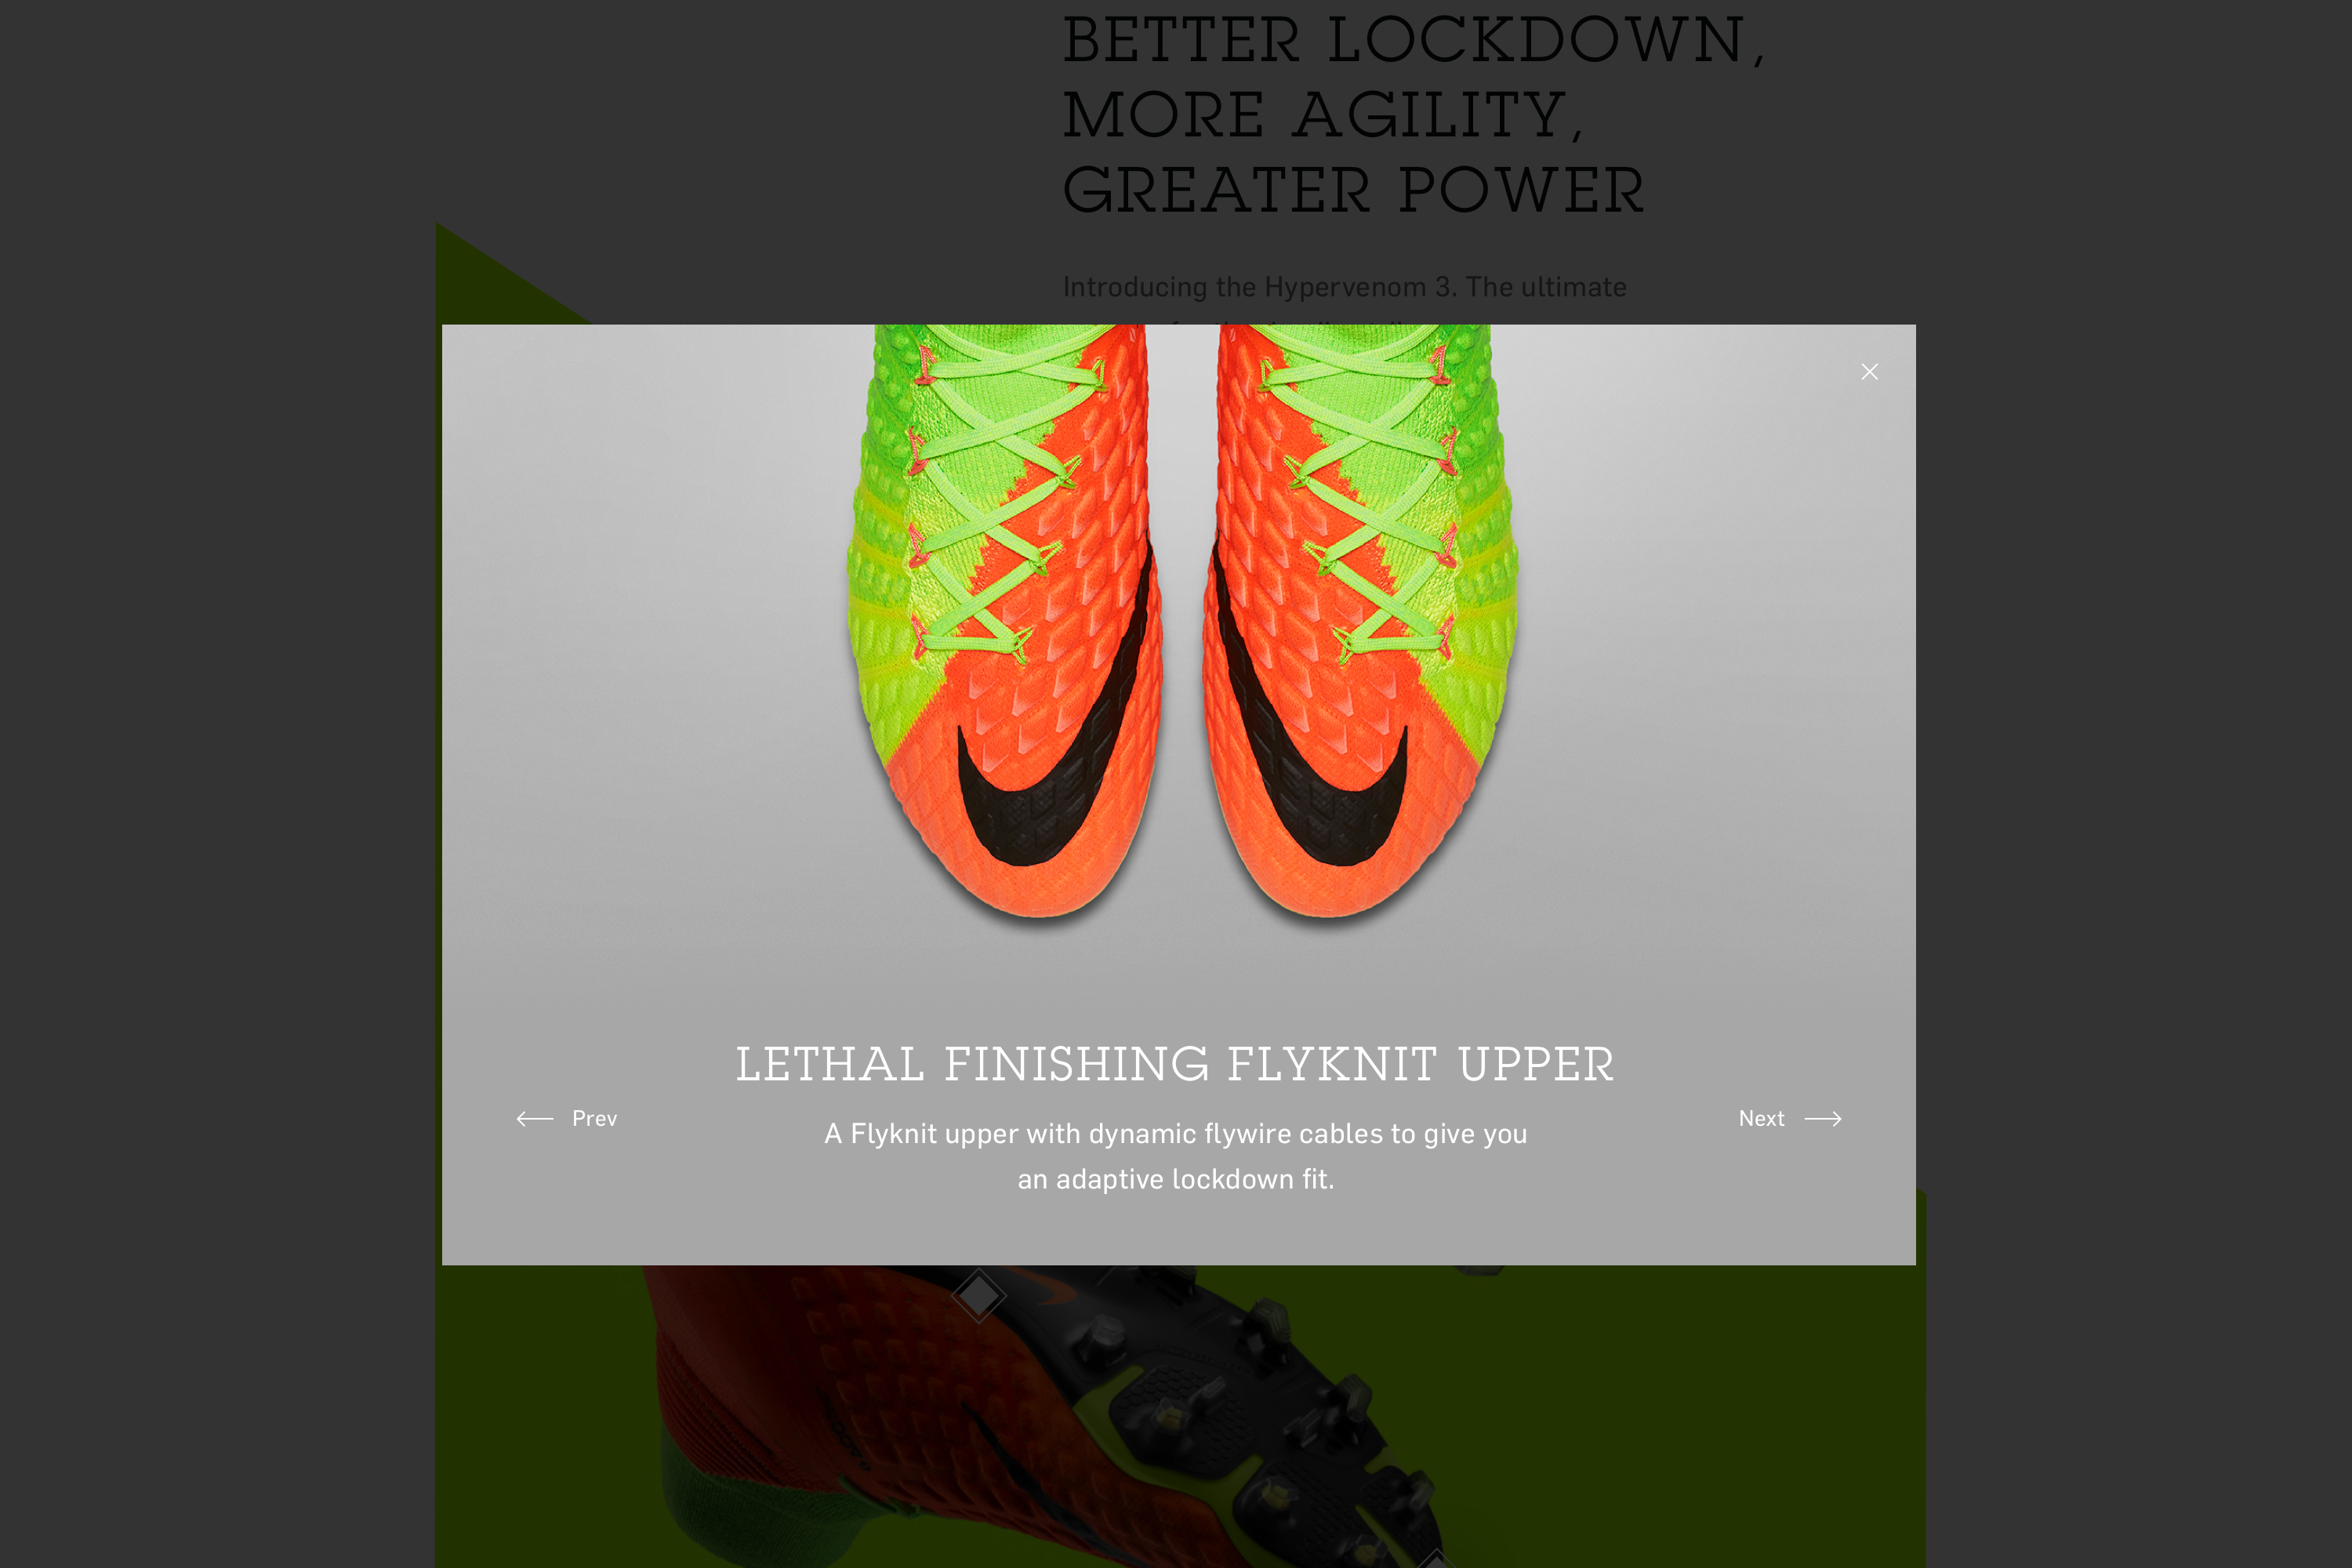 BETTER LOCKDOWN,
MORE AGILITY,
GREATER POWER
Introducing the Hypervenom 3. The ultimate
LETHAL FINISHING FLYKNIT UPPER
Prev
Next
A Flyknit upper with dynamic flywire cables to give you
an adaptive lockdown fit.